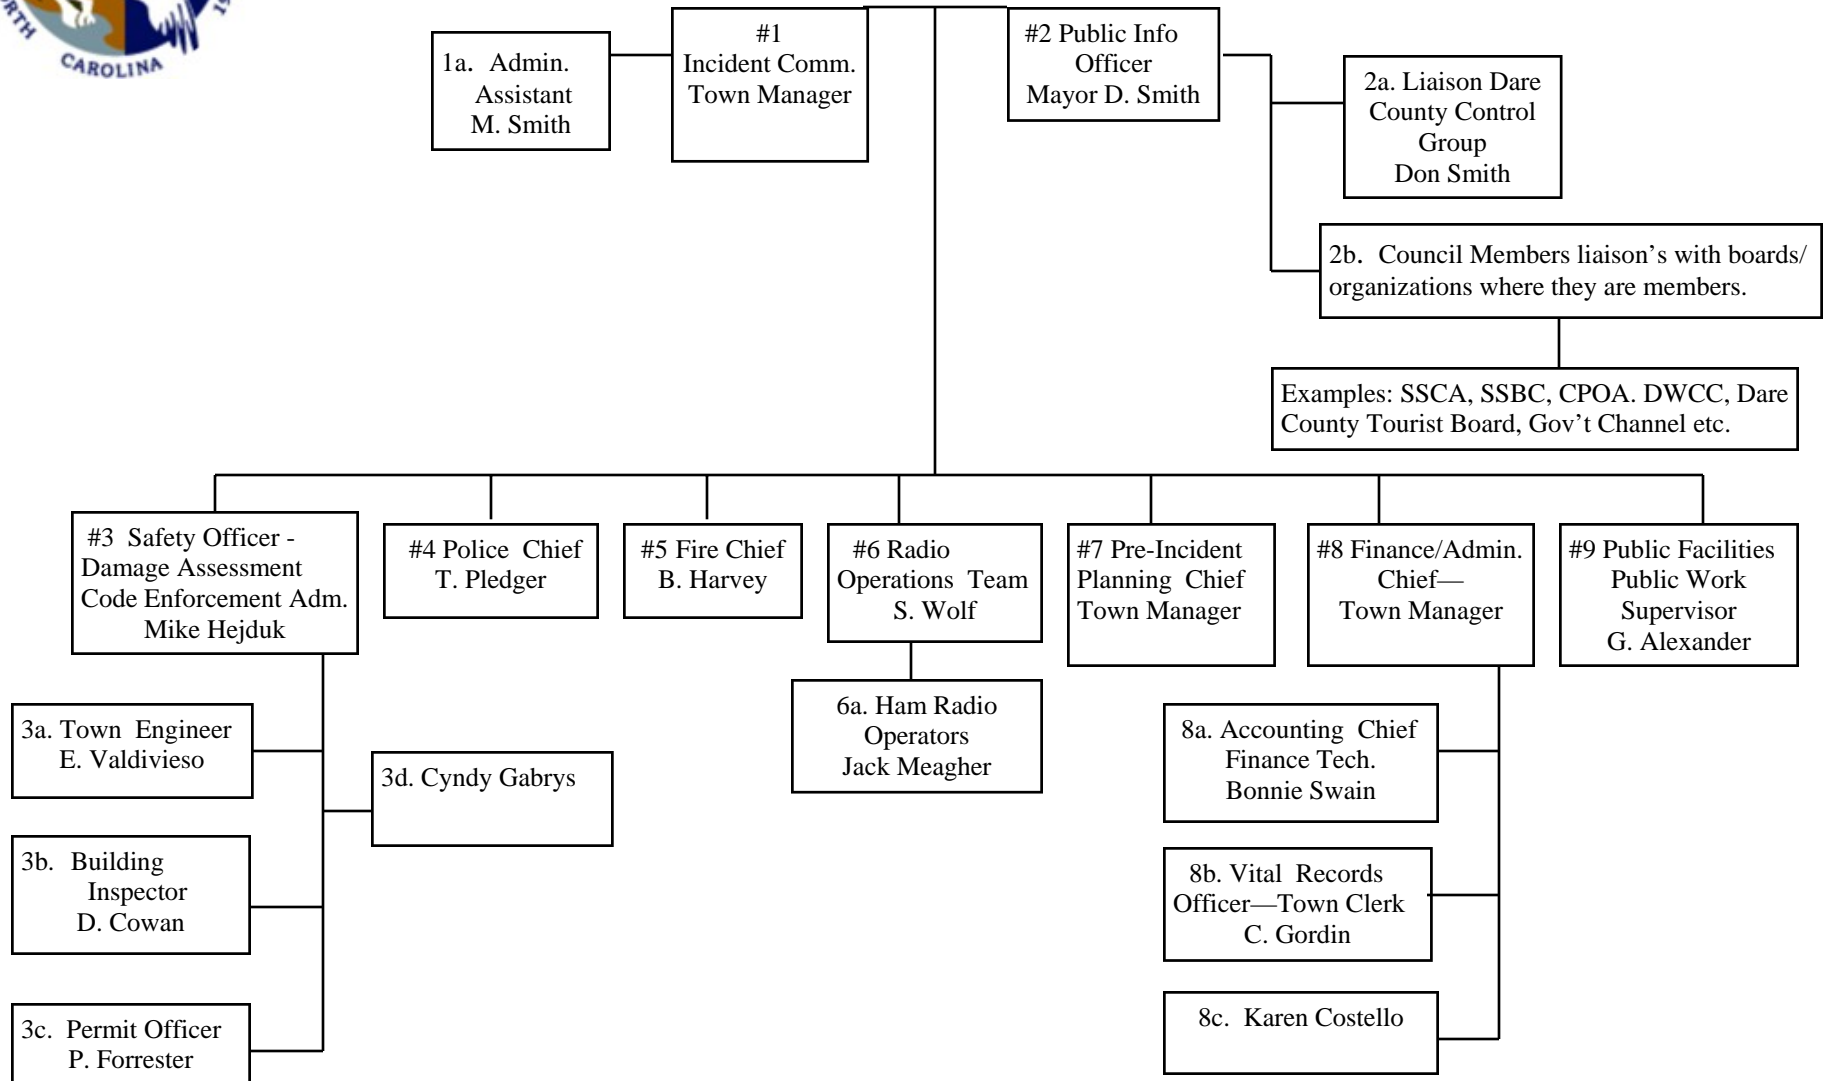 NORTH
CAROLINA
1a. Admin.
Assistant
M. Smith
#1
Incident Comm.
Town Manager
#2 Public Info
Officer
Mayor D. Smith
2a. Liaison Dare
County Control
Group
Don Smith
2b. Council Members liaison's with boards/
organizations where they are members.
Examples: SSCA, SSBC, CPOA. DWCC, Dare
County Tourist Board, Gov't Channel etc.
#3 Safety Officer -
Damage Assessment
Code Enforcement Adm.
Mike Hejduk
#4 Police Chief
T. Pledger
#5 Fire Chief
B. Harvey
#6 Radio
Operations Team
S. Wolf
#7 Pre-Incident
Planning Chief
Town Manager
#8 Finance/Admin.
Chief—
Town Manager
#9 Public Facilities
Public Work
Supervisor
G. Alexander
3a. Town Engineer
E. Valdivieso
3d. Cyndy Gabrys
3b. Building
Inspector
D. Cowan
3c. Permit Officer
P. Forrester
6a. Ham Radio
Operators
Jack Meagher
8a. Accounting Chief
Finance Tech.
Bonnie Swain
8b. Vital Records
Officer—Town Clerk
C. Gordin
8c. Karen Costello